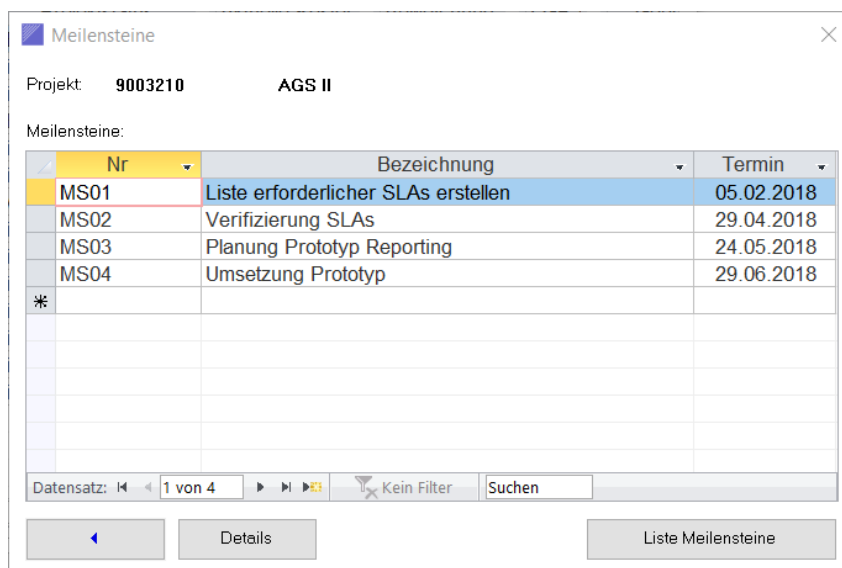 Meilensteine
Projekt: 9003210 AGS II
Meilensteine:
Nr Bezeichnung Termin
MS01 Liste erforderlicher SLAs erstellen 05.02.2018
MS02 Verifizierung SLAs 29.04.2018
MS03 Planung Prototyp Reporting 24.05.2018
MS04 Umsetzung Prototyp 29.06.2018
Datensatz: 1 von 4 Kein Filter Suchen
Details Liste Meilensteine